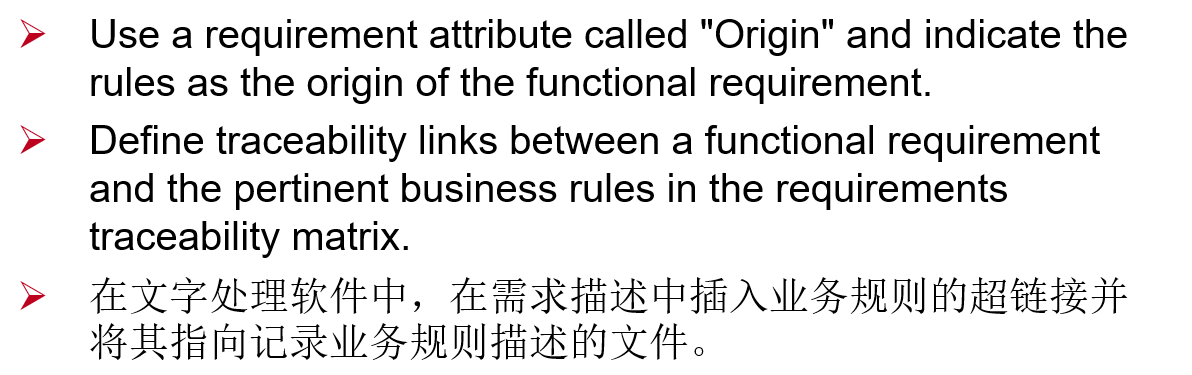 Use a requirement attribute called "Origin" and indicate the
rules as the origin of the functional requirement.
Define traceability links between a functional requirement
and the pertinent business rules in the requirements
traceability matrix.
在文字处理软件中，在需求描述中插入业务规则的超链接并
将其指向记录业务规则描述的文件。